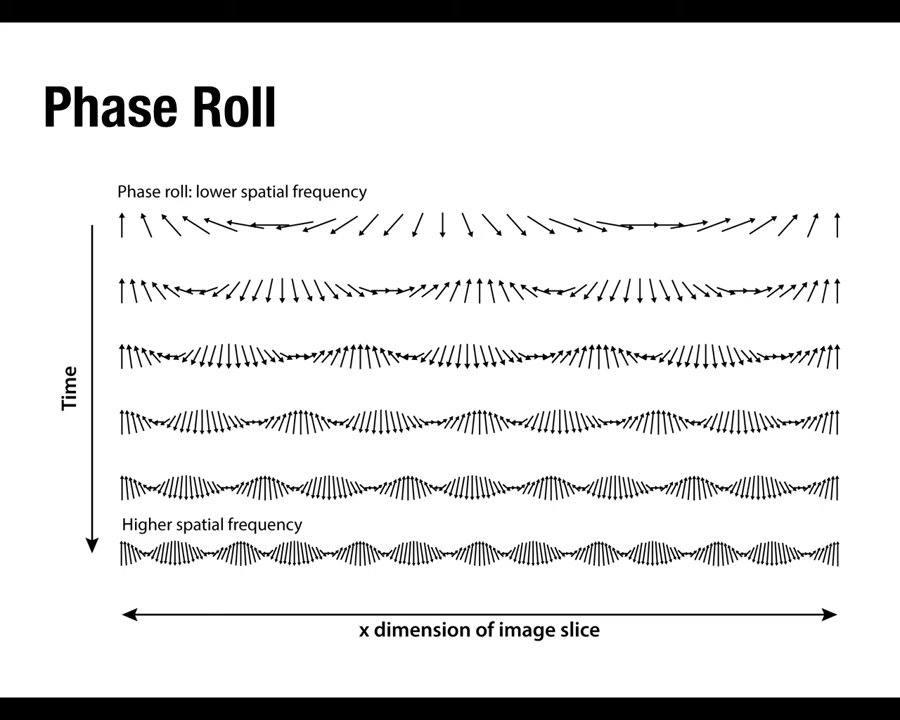 Phase Roll
Phase roll: lower spatial frequency
Time
Higher spatial frequency
x dimension of image slice